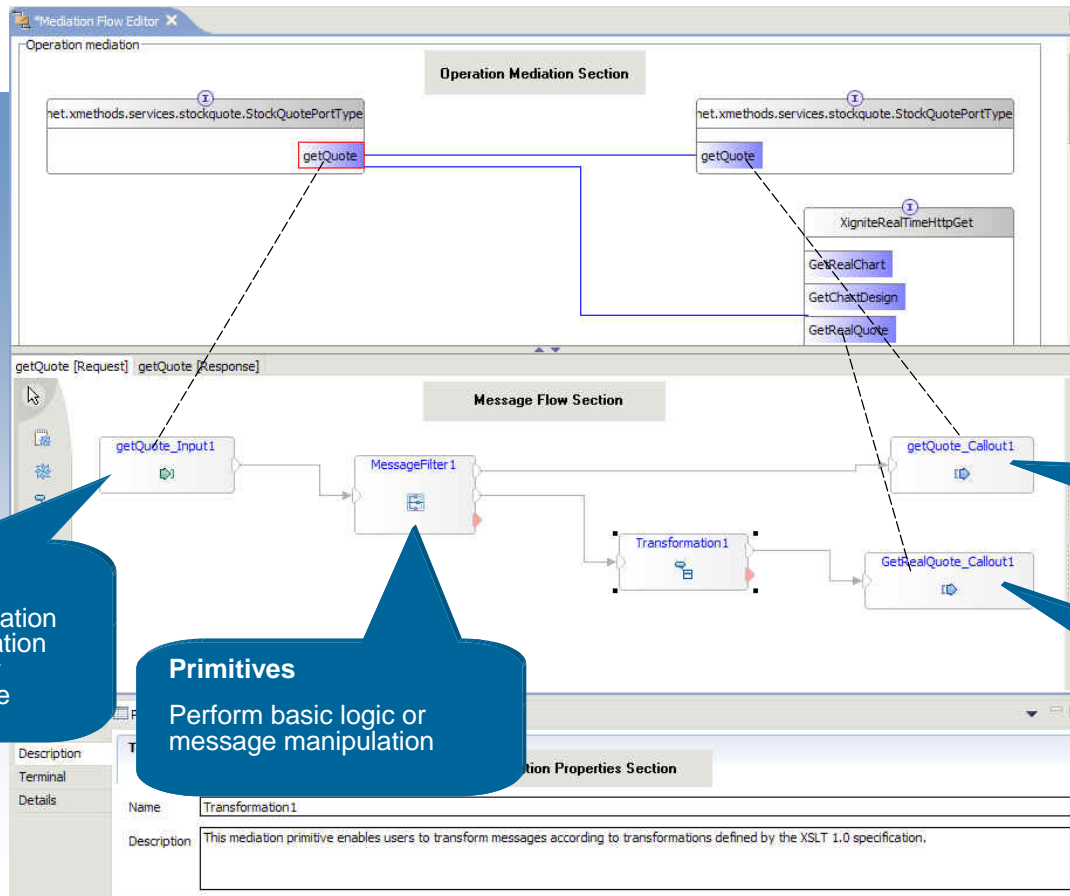 *Mediation Flow Editor
Operation mediation
Operation Mediation Section
net.xmethods.services.stockquote.StockQuotePortType
getQuote
net.xmethods.services.stockquote.StockQuotePortType
getQuote
XigniteRealTimeHttpGet
GetRealChart
GetChartDesign
GetRealQuote
getQuote [Request] getQuote [Response]
Message Flow Section
getQuote_Input1
MessageFilter1
Transformation1
getQuote_Callout1
GetRealQuote_Callout1
Primitives
Perform basic logic or
message manipulation
Properties Section
Description
Terminal
Details
Name
Transformation1
Description
This mediation primitive enables users to transform messages according to transformations defined by the XSLT 1.0 specification.